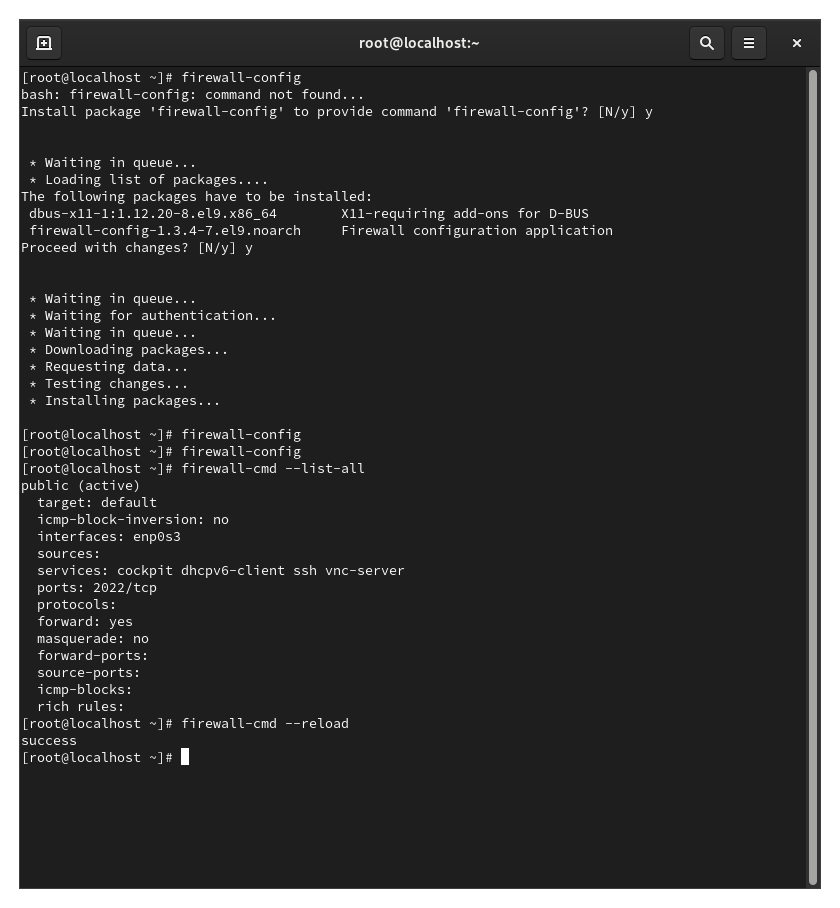 root@localhost:~
[root@localhost ~]# firewall-config
bash: firewall-config: command not found...
Install package 'firewall-config' to provide command 'firewall-config'? [N/y] y
* Waiting in queue...
* Loading list of packages....
The following packages have to be installed:
dbus-x11-1:1.12.20-8.el9.x86_64 X11-requiring add-ons for D-BUS
firewall-config-1.3.4-7.el9.noarch Firewall configuration application
Proceed with changes? [N/y] y
* Waiting in queue...
* Waiting for authentication...
* Waiting in queue...
* Downloading packages...
* Requesting data...
* Testing changes...
* Installing packages...
[root@localhost ~]# firewall-config
[root@localhost ~]# firewall-config
[root@localhost ~]# firewall-cmd --list-all
public (active)
target: default
icmp-block-inversion: no
interfaces: enp0s3
sources:
services: cockpit dhcpv6-client ssh vnc-server
ports: 2022/tcp
protocols:
forward: yes
masquerade: no
forward-ports:
source-ports:
icmp-blocks:
rich rules:
[root@localhost ~]# firewall-cmd --reload
success
[root@localhost ~]#